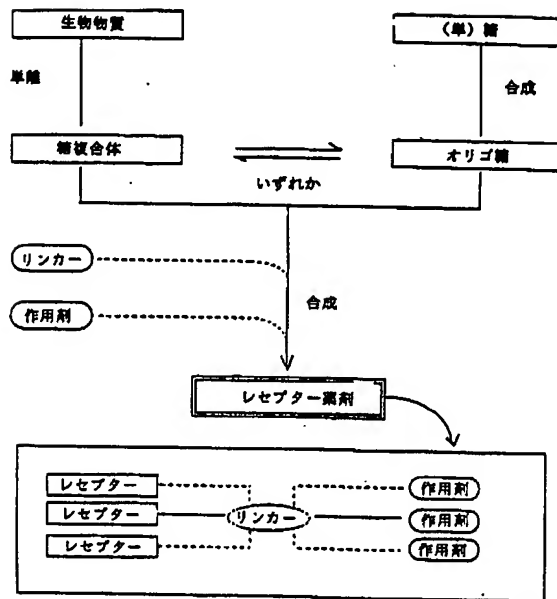 生物物質
（単）糖
単離
合成
糖複合体
オリゴ糖
いずれか
リンカー
作用剤
合成
レセプター薬剤
レセプター
レセプター
レセプター
リンカー
作用剤
作用剤
作用剤